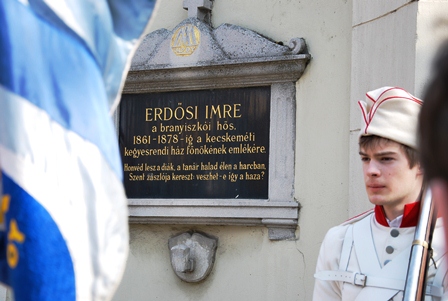 ERDŐSI IMRE
a branyiszkói hős,
1861-1878-ig a kecskeméti
kegyesrendi ház főnökének emlékére.
Honvéd lesz a diák, a tanár halad élen a harcban,
Szent zászlója kereszt: veszhet-e így a haza?